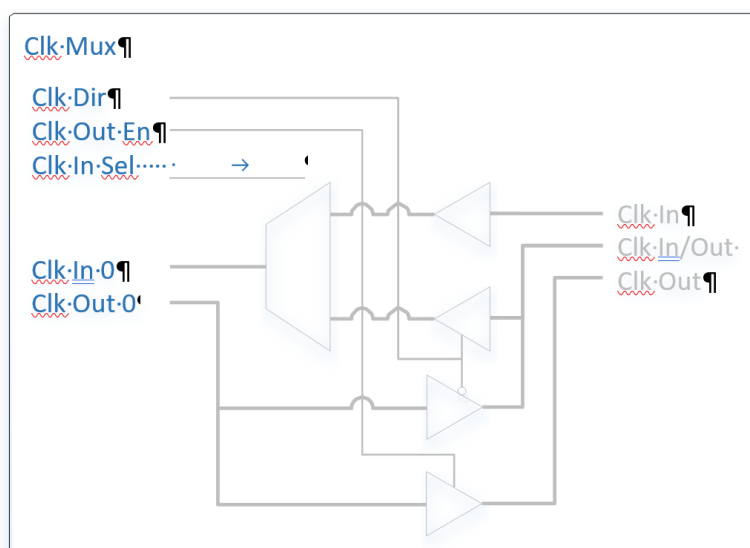 Clk·Mux¶
Clk·Dir¶
Clk·Out·En¶
Clk·In·Sel······ →
Clk·In¶
Clk·In/Out·
Clk·In·0¶
Clk·Out¶
Clk·Out·0